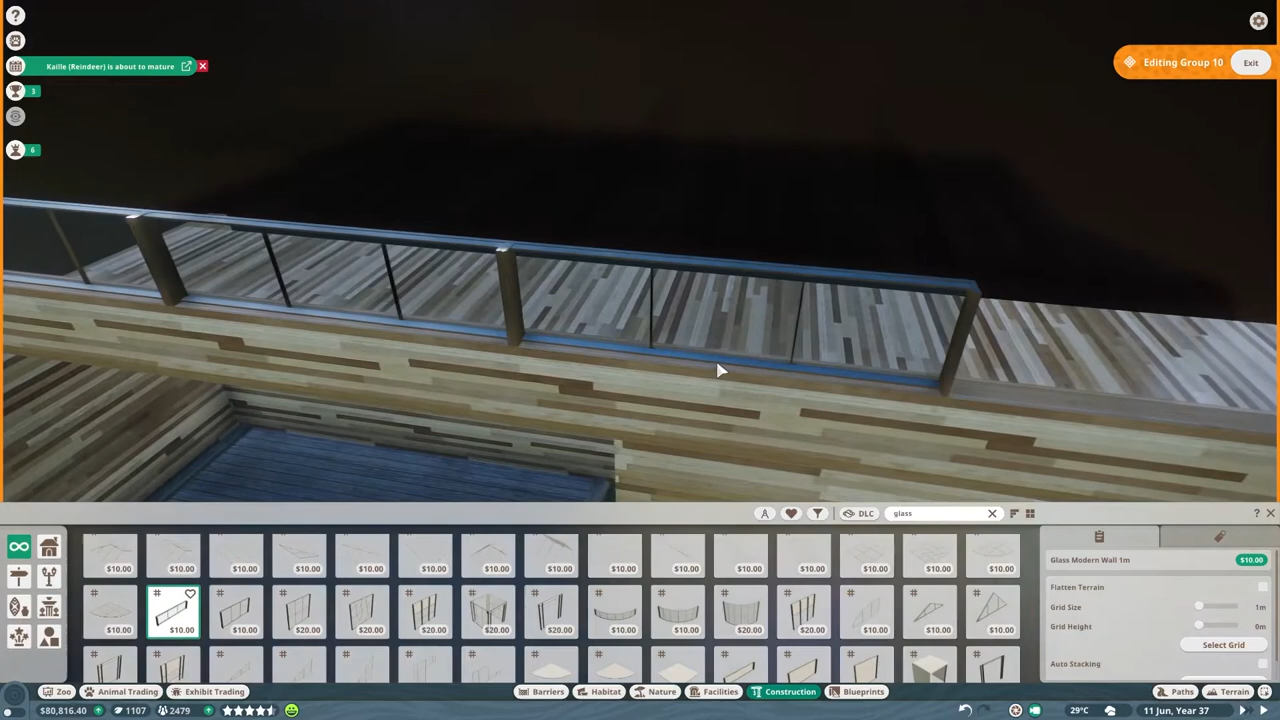 ?
Kaille (Reindeer) is about to mature
3
6
Editing Group 10
Exit
DLC
glass
?
$10.00 $10.00 $10.00 $10.00 $10.00 $10.00 $10.00 $10.00 $10.00 $10.00 $10.00 $10.00 $10.00 $10.00 $10.00
$10.00 $10.00 $10.00 $20.00 $20.00 $20.00 $20.00 $10.00 $10.00 $10.00 $20.00 $20.00 $10.00 $10.00 $10.00
Glass Modern Wall 1m $10.00
Flatten Terrain
Grid Size 1m
Grid Height 0m
Select Grid
Auto Stacking
Zoo Animal Trading Exhibit Trading Barriers Habitat Nature Facilities Construction Blueprints Paths Terrain
$80,816.40 1107 2479 29°C 11 Jun, Year 37